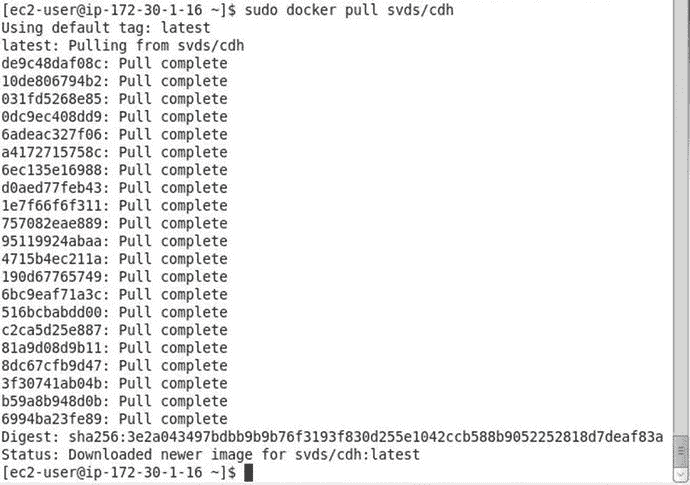 [ec2-user@ip-172-30-1-16 ~]$ sudo docker pull svds/cdh
Using default tag: latest
latest: Pulling from svds/cdh
de9c48daf08c: Pull complete
10de806794b2: Pull complete
031fd5268e85: Pull complete
0dc9ec408dd9: Pull complete
6adeac327f06: Pull complete
a4172715758c: Pull complete
6ec135e16988: Pull complete
d0aed77feb43: Pull complete
1e7f66f6f311: Pull complete
757082eae889: Pull complete
95119924abaa: Pull complete
4715b4ec211a: Pull complete
190d67765749: Pull complete
6bc9eaf71a3c: Pull complete
516bcbabdd00: Pull complete
c2ca5d25e887: Pull complete
81a9d08d9b11: Pull complete
8dc67cfb9d47: Pull complete
3f30741ab04b: Pull complete
b59a8b948d0b: Pull complete
6994ba23fe89: Pull complete
Digest: sha256:3e2a043497bdbb9b9b76f3193f830d255e1042ccb588b9052252818d7deaf83a
Status: Downloaded newer image for svds/cdh:latest
[ec2-user@ip-172-30-1-16 ~]$